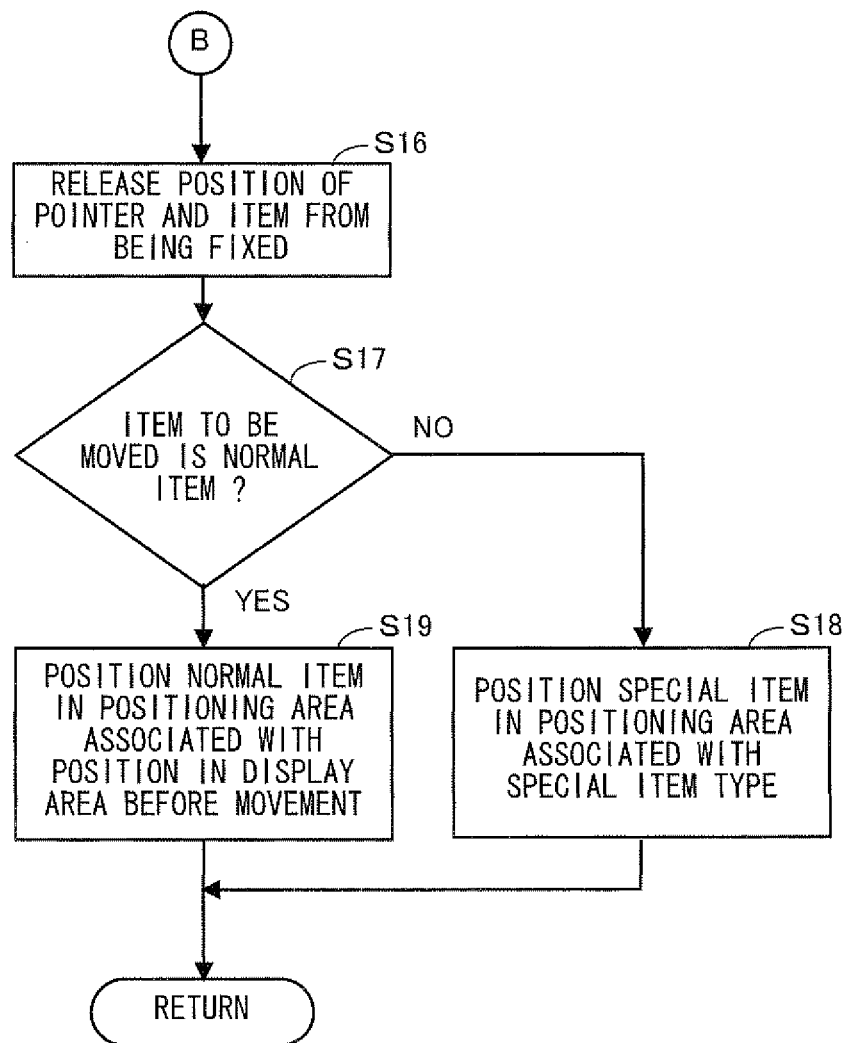 B
S16
RELEASE POSITION OF
POINTER AND ITEM FROM
BEING FIXED
S17
ITEM TO BE
MOVED IS NORMAL
ITEM ?
NO
YES
S19
POSITION NORMAL ITEM
IN POSITIONING AREA
ASSOCIATED WITH
POSITION IN DISPLAY
AREA BEFORE MOVEMENT
S18
POSITION SPECIAL ITEM
IN POSITIONING AREA
ASSOCIATED WITH
SPECIAL ITEM TYPE
RETURN